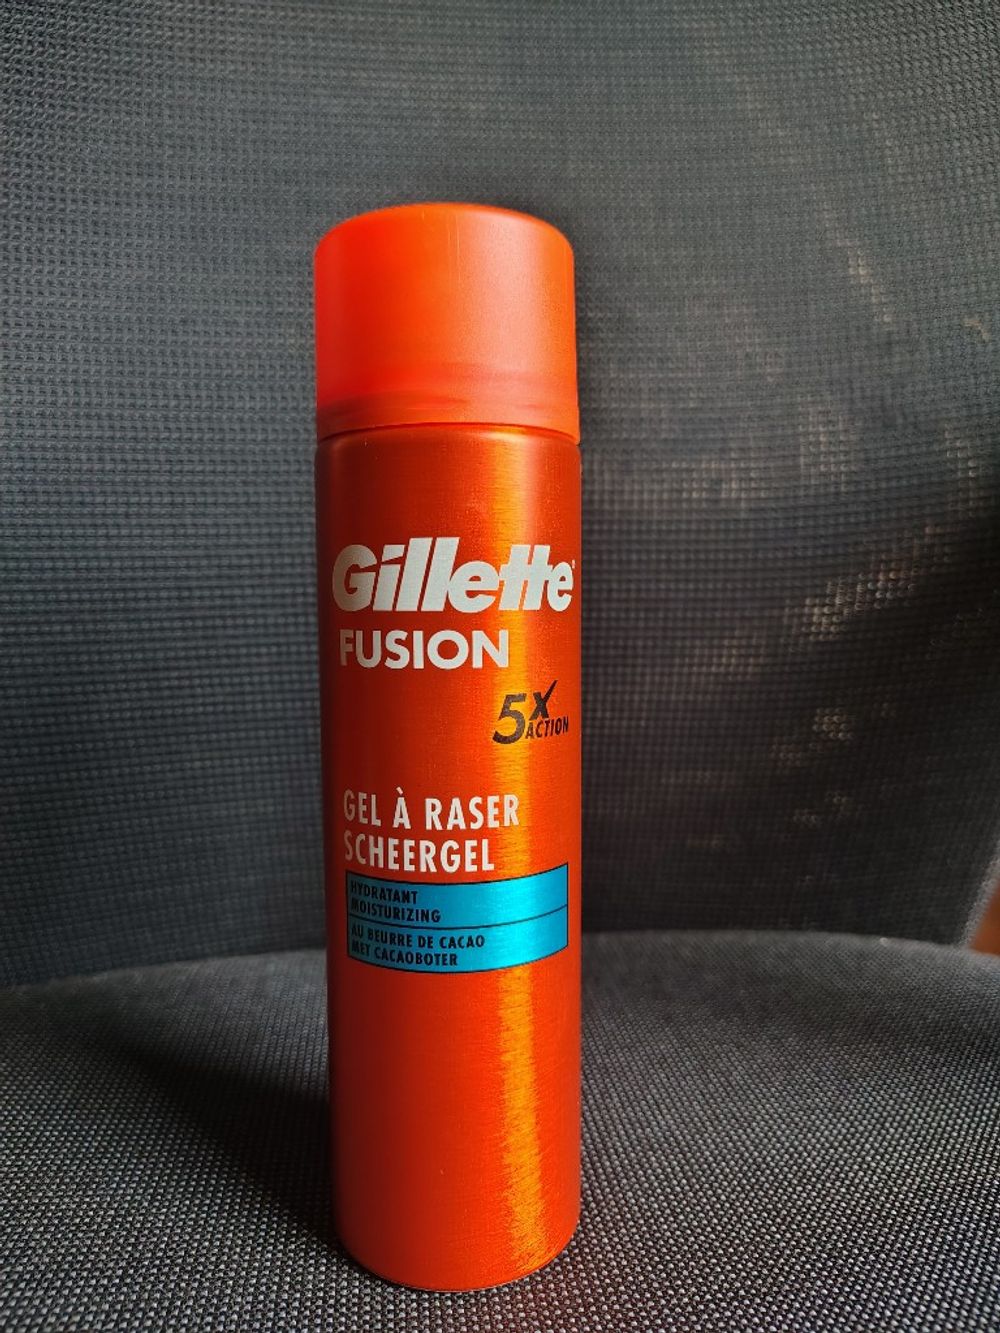 Gillette
FUSION
5X
ACTION
GEL À RASER
SCHEERGEL
HYDRATANT
MOISTURIZING
AU BEURRE DE CACAO
MET CACAOBOTER